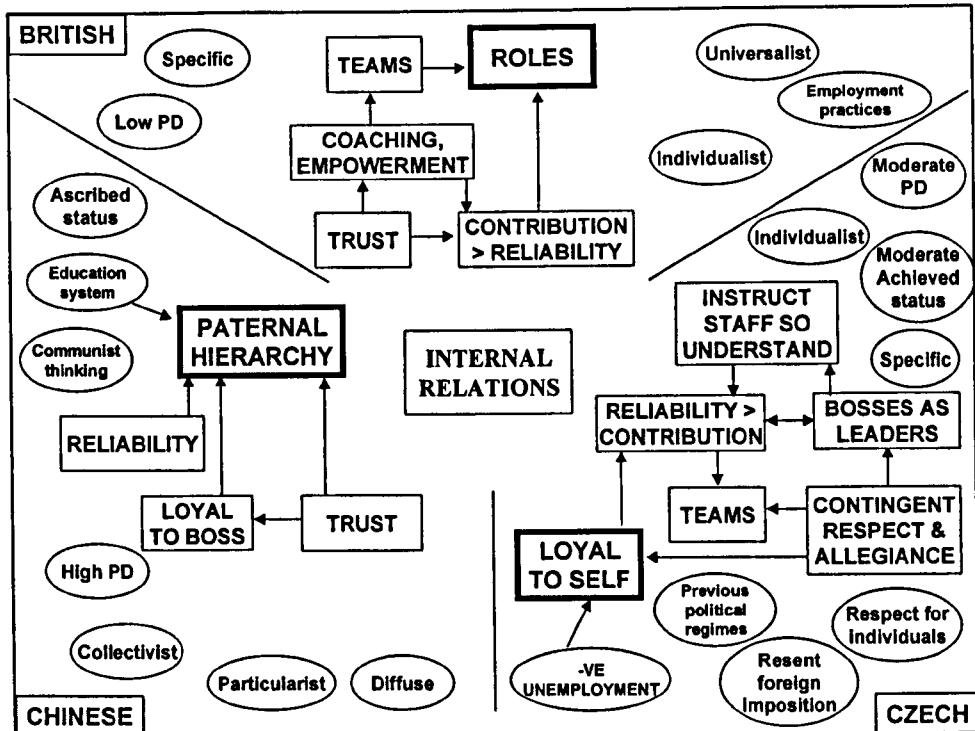 BRITISH
Specific
Low PD
TEAMS
ROLES
COACHING,
EMPOWERMENT
TRUST
CONTRIBUTION
> RELIABILITY
Universalist
Employment
practices
Individualist
Ascribed
status
Education
system
Communist
thinking
PATERNAL
HIERARCHY
RELIABILITY
LOYAL
TO BOSS
TRUST
High PD
Collectivist
Particularist
Diffuse
CHINESE
INTERNAL
RELATIONS
Moderate
PD
Individualist
Moderate
Achieved
status
INSTRUCT
STAFF SO
UNDERSTAND
Specific
RELIABILITY >
CONTRIBUTION
BOSSES AS
LEADERS
TEAMS
CONTINGENT
RESPECT &
ALLEGIANCE
LOYAL
TO SELF
Previous
political
regimes
Respect for
individuals
-VE
UNEMPLOYMENT
Resent
foreign
Imposition
CZECH